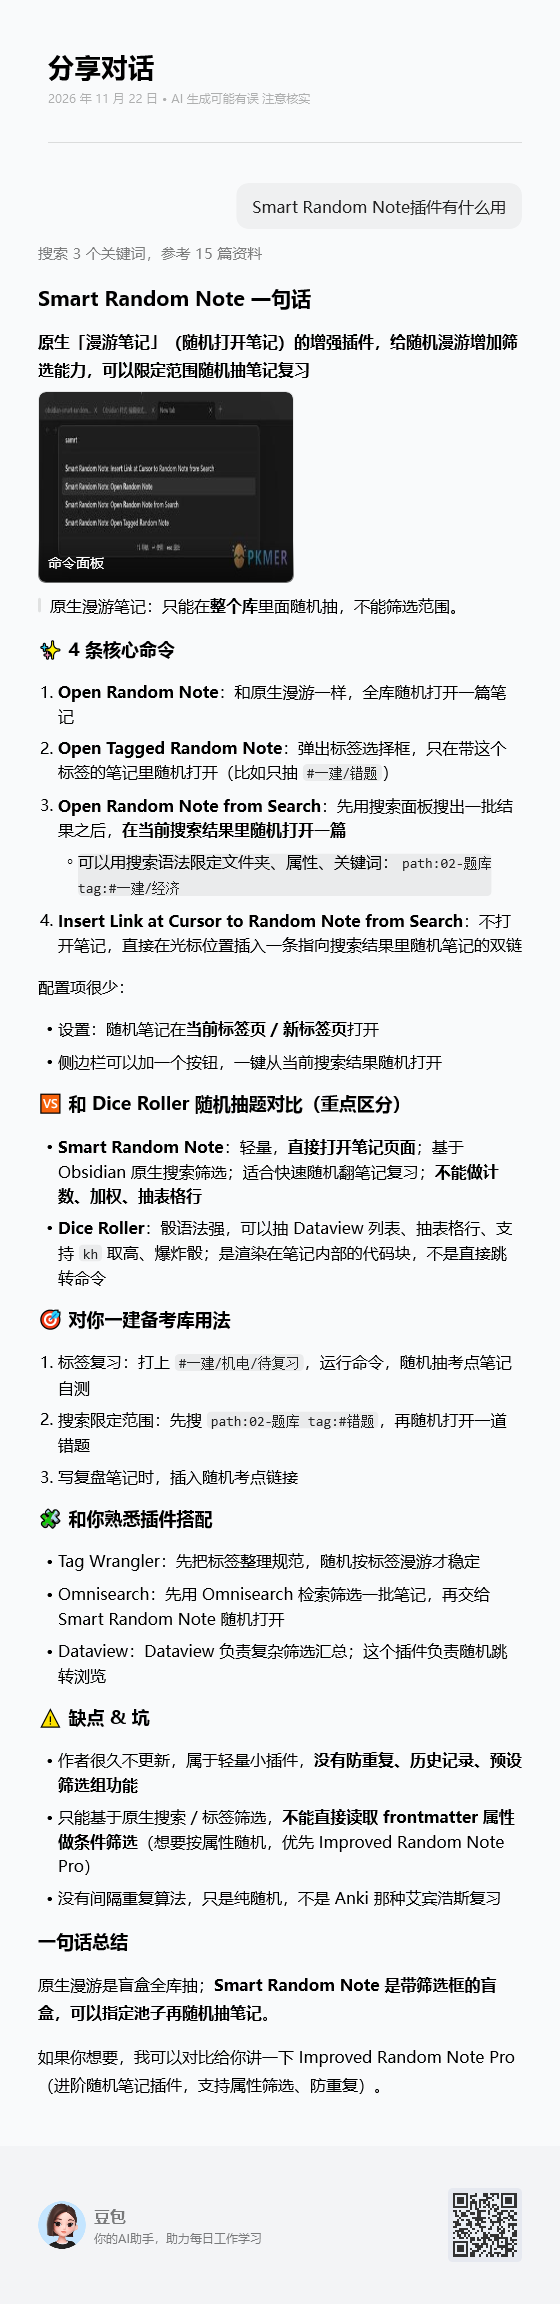 分享对话
2026 年 11 月 22 日 • AI 生成可能有误 注意核实
Smart Random Note插件有什么用
搜索 3 个关键词，参考 15 篇资料
Smart Random Note 一句话
原生「漫游笔记」（随机打开笔记）的增强插件，给随机漫游增加筛
选能力，可以限定范围随机抽笔记复习
New tab
samrt
Smart Random Note: Insert Link at Cursor to Random Note from Search
Smart Random Note: Open Random Note
Smart Random Note: Open Random Note from Search
Smart Random Note: Open Tagged Random Note
命令面板
PKMER
原生漫游笔记：只能在整个库里面随机抽，不能筛选范围。
✨ 4 条核心命令
1. Open Random Note：和原生漫游一样，全库随机打开一篇笔
记
2. Open Tagged Random Note：弹出标签选择框，只在带这个
标签的笔记里随机打开（比如只抽 #一建/错题）
3. Open Random Note from Search：先用搜索面板搜出一批结
果之后，在当前搜索结果里随机打开一篇
◦ 可以用搜索语法限定文件夹、属性、关键词： path:02-题库
tag:#一建/经济
4. Insert Link at Cursor to Random Note from Search：不打
开笔记，直接在光标位置插入一条指向搜索结果里随机笔记的双链
配置项很少：
• 设置：随机笔记在当前标签页 / 新标签页打开
• 侧边栏可以加一个按钮，一键从当前搜索结果随机打开
🆚 和 Dice Roller 随机抽题对比（重点区分）
• Smart Random Note：轻量，直接打开笔记页面；基于
Obsidian 原生搜索筛选；适合快速随机翻笔记复习；不能做计
数、加权、抽表格行
• Dice Roller：骰语法强，可以抽 Dataview 列表、抽表格行、支
持 kh 取高、爆炸骰；是渲染在笔记内部的代码块，不是直接跳
转命令
🎯 对你一建备考库用法
1. 标签复习：打上 #一建/机电/待复习，运行命令，随机抽考点笔记
自测
2. 搜索限定范围：先搜 path:02-题库 tag:#错题，再随机打开一道
错题
3. 写复盘笔记时，插入随机考点链接
🧩 和你熟悉插件搭配
• Tag Wrangler：先把标签整理规范，随机按标签漫游才稳定
• Omnisearch：先用 Omnisearch 检索筛选一批笔记，再交给
Smart Random Note 随机打开
• Dataview：Dataview 负责复杂筛选汇总；这个插件负责随机跳
转浏览
⚠️ 缺点 & 坑
• 作者很久不更新，属于轻量小插件，没有防重复、历史记录、预设
筛选组功能
• 只能基于原生搜索 / 标签筛选，不能直接读取 frontmatter 属性
做条件筛选（想要按属性随机，优先 Improved Random Note
Pro）
• 没有间隔重复算法，只是纯随机，不是 Anki 那种艾宾浩斯复习
一句话总结
原生漫游是盲盒全库抽；Smart Random Note 是带筛选框的盲
盒，可以指定池子再随机抽笔记。
如果你想要，我可以对比给你讲一下 Improved Random Note Pro
（进阶随机笔记插件，支持属性筛选、防重复）。
豆包
你的AI助手，助力每日工作学习